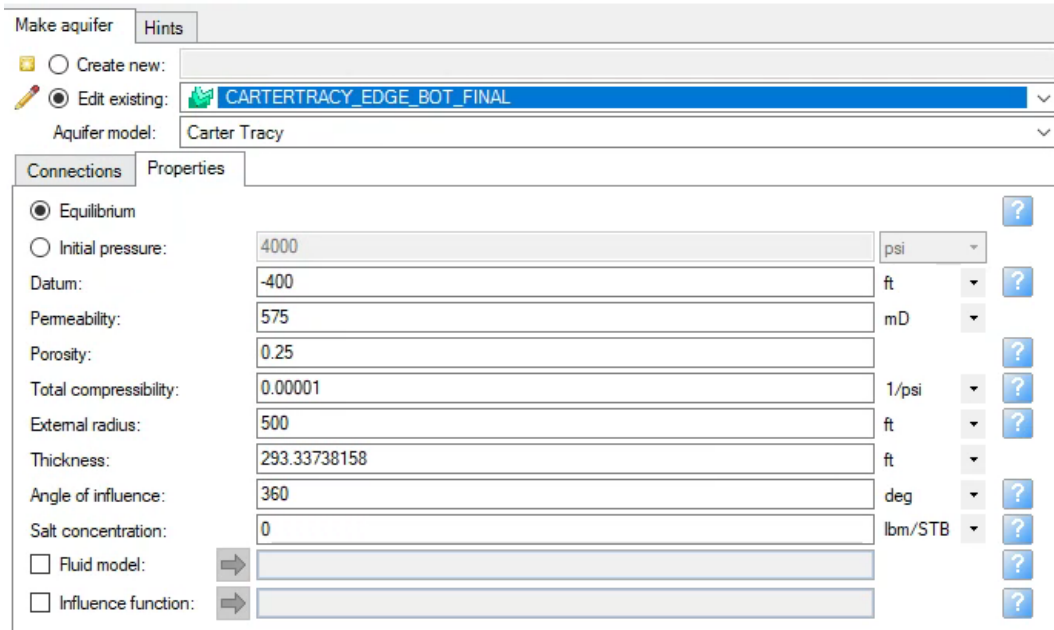 Make aquifer Hints
Create new:
Edit existing: CARTERTRACY_EDGE_BOT_FINAL
Aquifer model: Carter Tracy
Connections Properties
Equilibrium ?
Initial pressure: 4000 psi
Datum: -400 ft ?
Permeability: 575 mD
Porosity: 0.25 ?
Total compressibility: 0.00001 1/psi ?
External radius: 500 ft ?
Thickness: 293.33738158 ft
Angle of influence: 360 deg ?
Salt concentration: 0 lbm/STB ?
Fluid model: ?
Influence function: ?